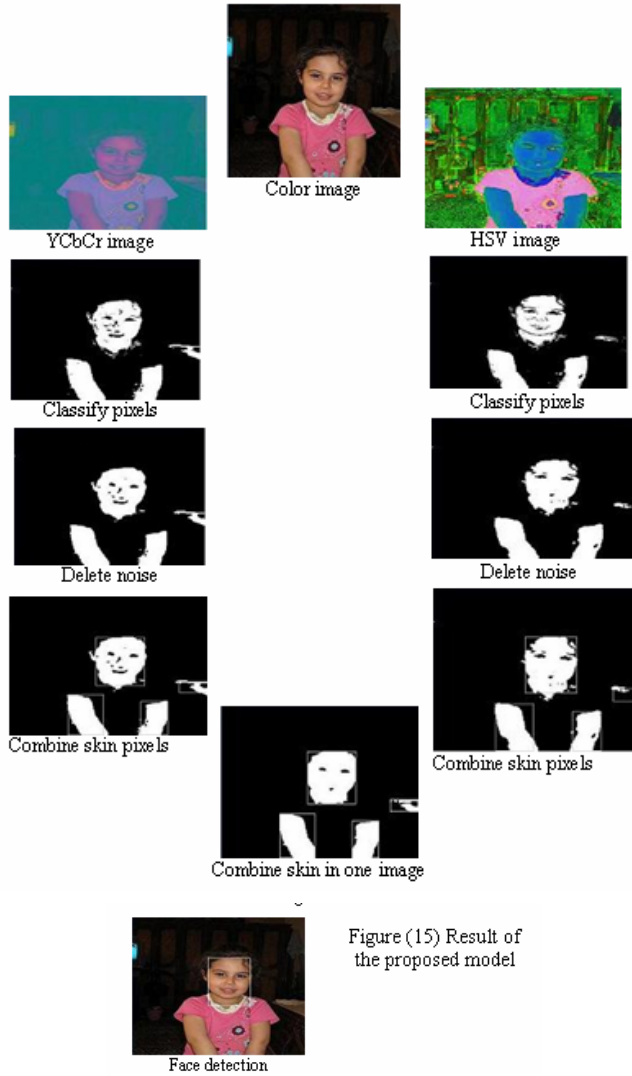 Color image
YCbCr image
HSV image
Classify pixels
Classify pixels
Delete noise
Delete noise
Combine skin pixels
Combine skin pixels
Combine skin in one image
Figure (15) Result of
the proposed model
Face detection